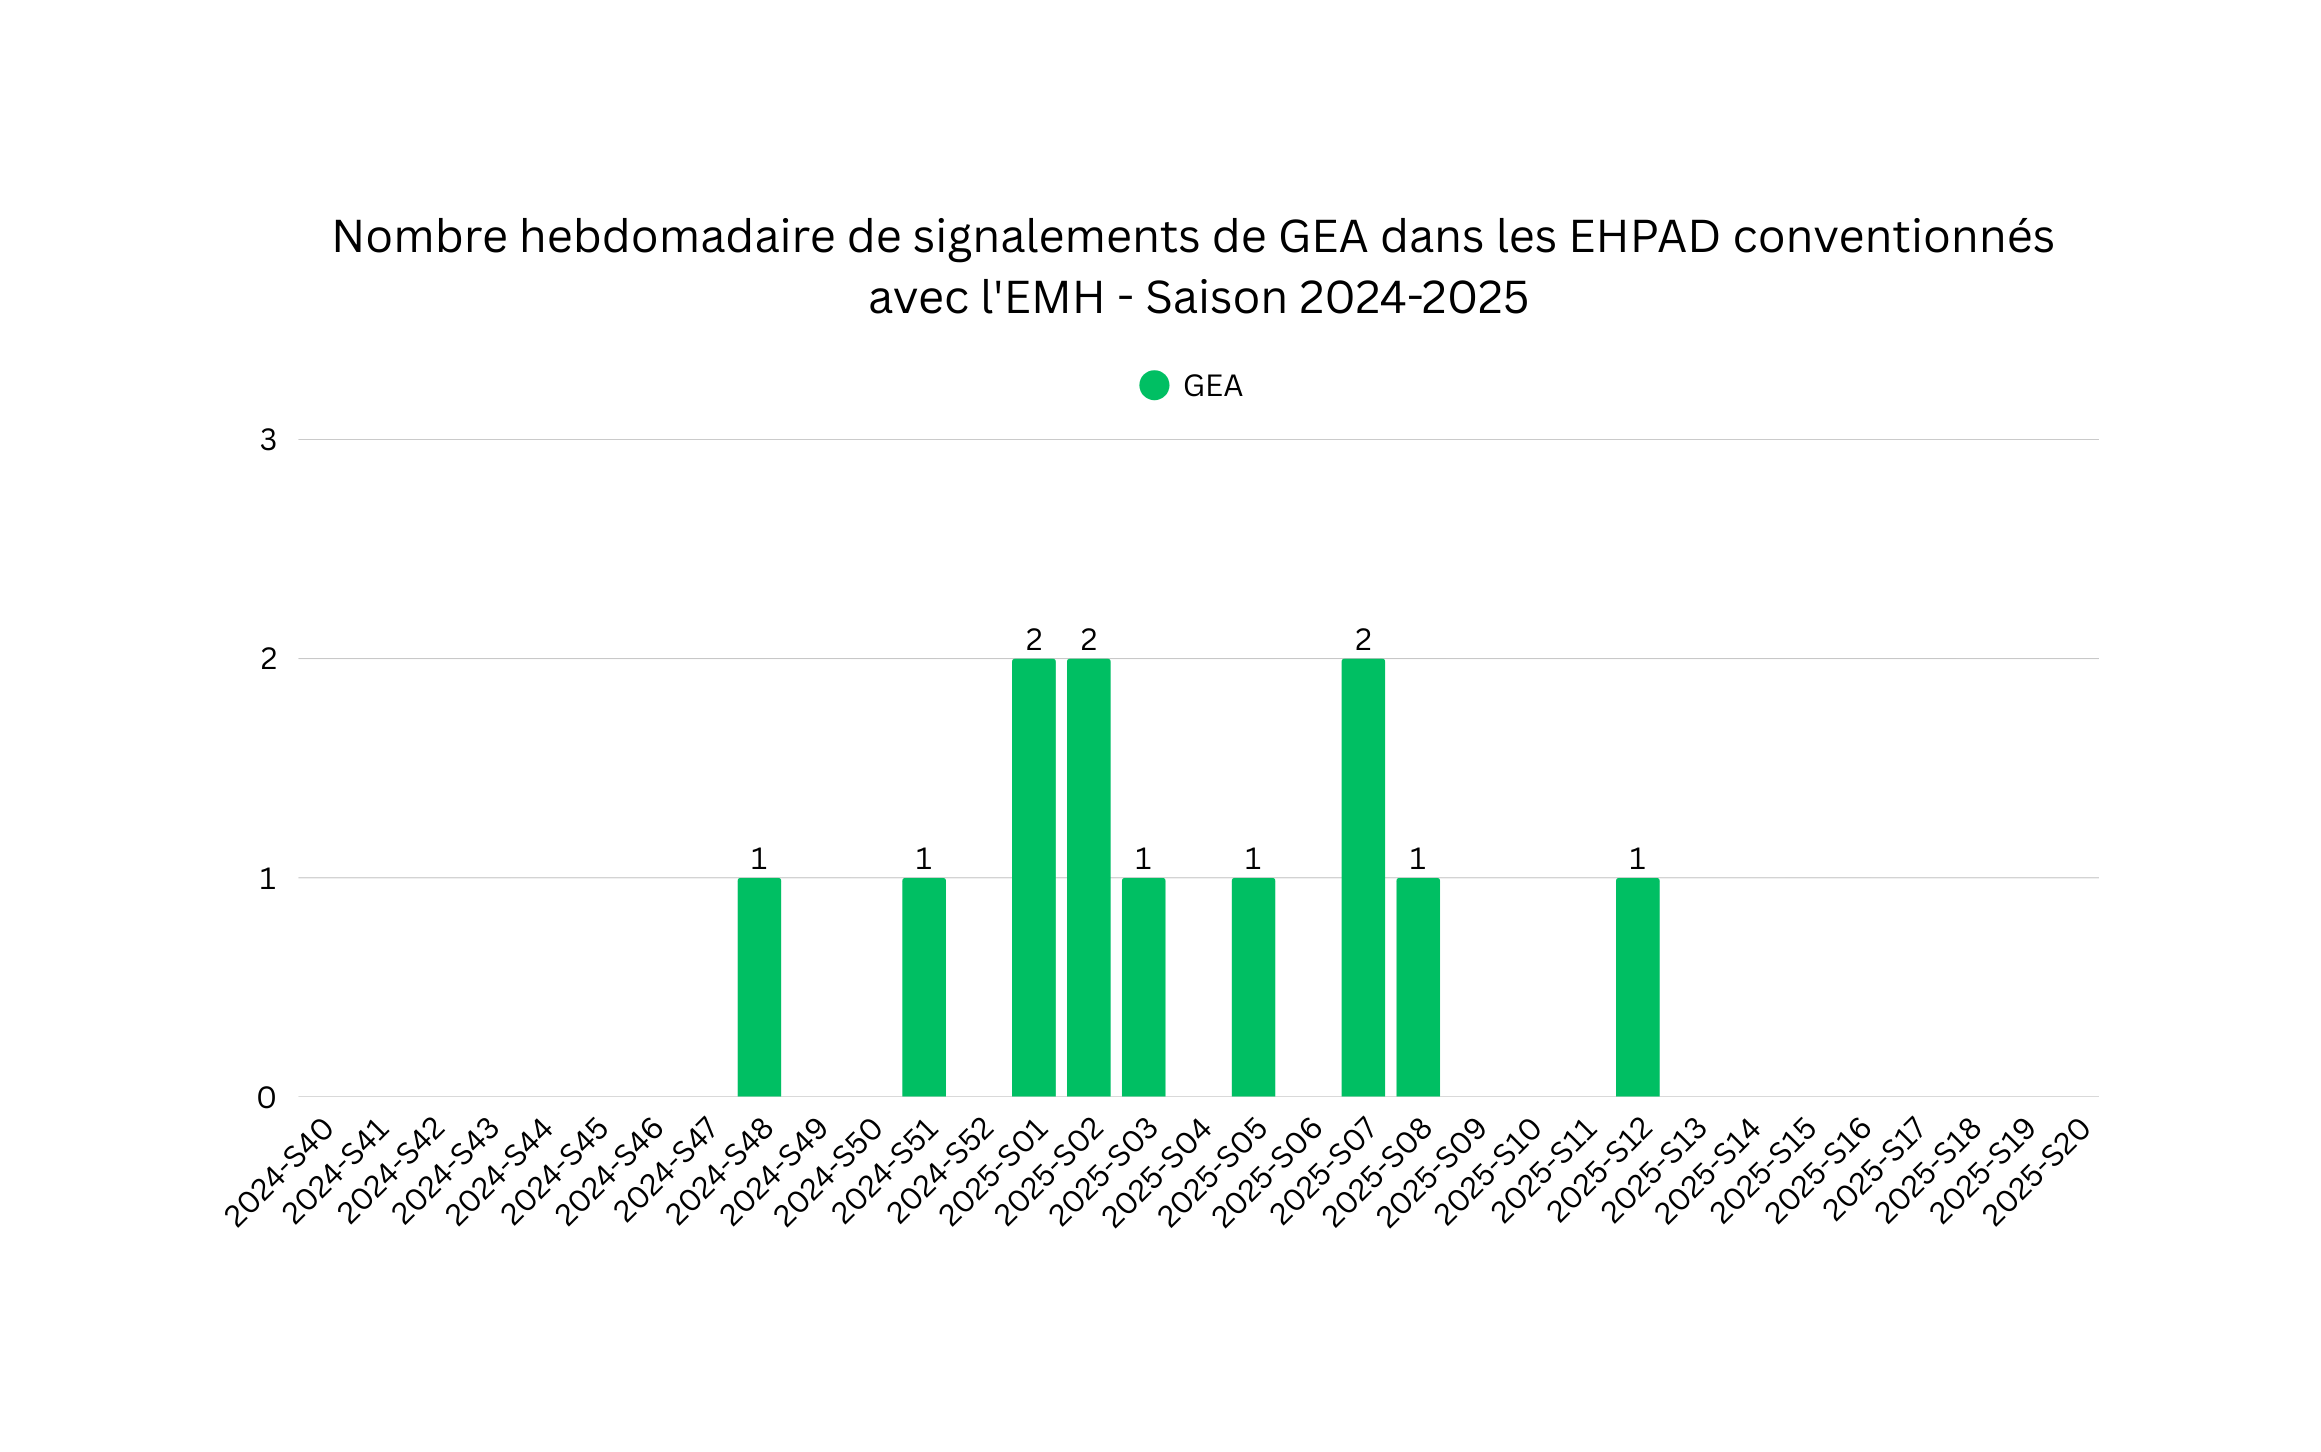 Nombre hebdomadaire de signalements de GEA dans les EHPAD conventionnés
avec l'EMH - Saison 2024-2025
GEA
3
2
1
0
2 2 2
1 1 1 1 1 1
2024-S40
2024-S41
2024-S42
2024-S43
2024-S44
2024-S45
2024-S46
2024-S47
2024-S48
2024-S49
2024-S50
2024-S51
2024-S52
2025-S01
2025-S02
2025-S03
2025-S04
2025-S05
2025-S06
2025-S07
2025-S08
2025-S09
2025-S10
2025-S11
2025-S12
2025-S13
2025-S14
2025-S15
2025-S16
2025-S17
2025-S18
2025-S19
2025-S20